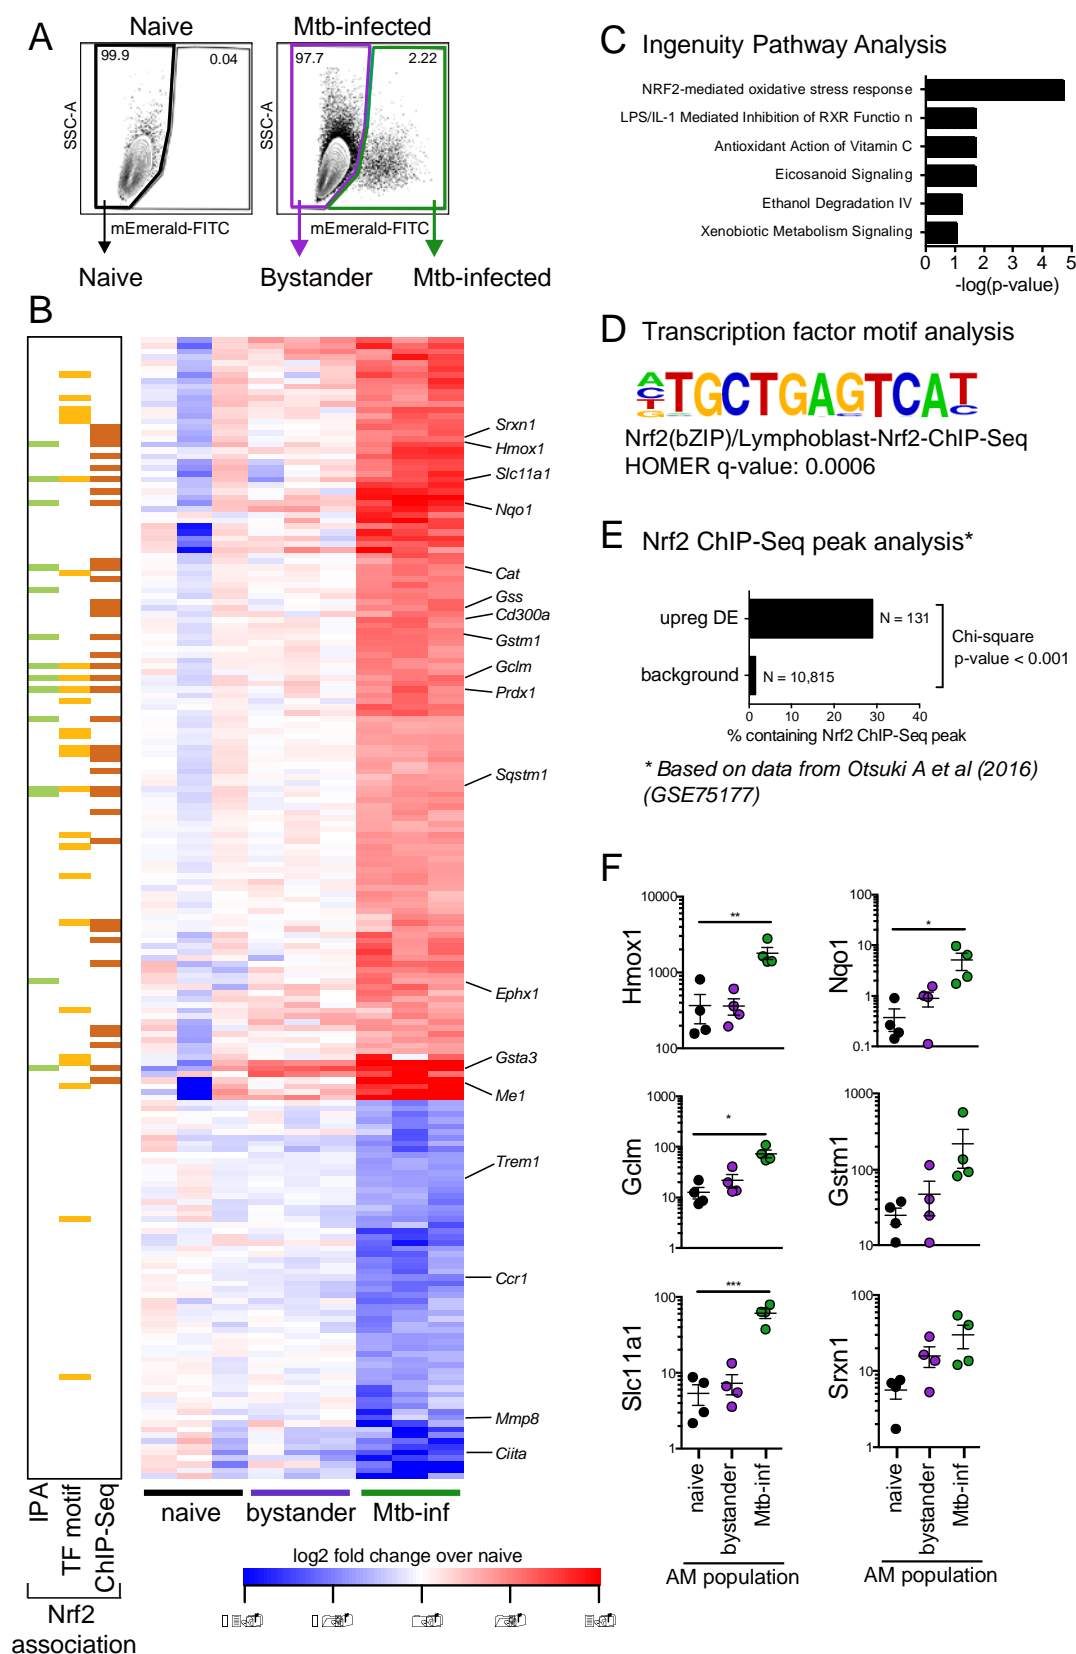 A
Naive
Mtb-infected
99.9
0.04
97.7
2.22
SSC-A
SSC-A
mEmerald-FITC
mEmerald-FITC
Naive
Bystander
Mtb-infected
B
Srxn1
Hmox1
Slc11a1
Nqo1
Cat
Gss
Cd300a
Gstm1
Gclm
Prdx1
Sqstm1
Ephx1
Gsta3
Me1
Trem1
Ccr1
Mmp8
Ciita
IPA
TF motif
ChIP-Seq
Nrf2
association
naive
bystander
Mtb-inf
log2 fold change over naive
C
Ingenuity Pathway Analysis
NRF2-mediated oxidative stress response
LPS/IL-1 Mediated Inhibition of RXR Functio n
Antioxidant Action of Vitamin C
Eicosanoid Signaling
Ethanol Degradation IV
Xenobiotic Metabolism Signaling
0 1 2 3 4 5
-log(p-value)
D
Transcription factor motif analysis
TGCTGAGTCAT
Nrf2(bZIP)/Lymphoblast-Nrf2-ChIP-Seq
HOMER q-value: 0.0006
E
Nrf2 ChIP-Seq peak analysis*
upreg DE
N = 131
background
N = 10,815
Chi-square
p-value < 0.001
0 10 20 30 40
% containing Nrf2 ChIP-Seq peak
* Based on data from Otsuki A et al (2016)
(GSE75177)
F
Hmox1
10000
1000
100
**
Nqo1
100
10
1
0.1
*
Gclm
1000
100
10
1
*
Gstm1
1000
100
10
Slc11a1
100
10
1
***
naive
bystander
Mtb-inf
AM population
Srxn1
100
10
1
naive
bystander
Mtb-inf
AM population